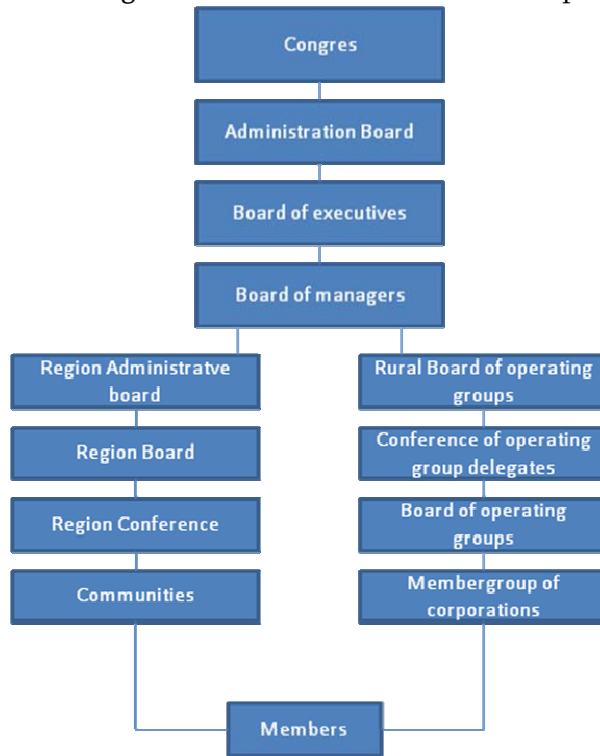 Congres
Administration Board
Board of executives
Board of managers
Region Administratve
board
Region Board
Region Conference
Communities
Rural Board of operating
groups
Conference of operating
group delegates
Board of operating
groups
Membergroup of
corporations
Members